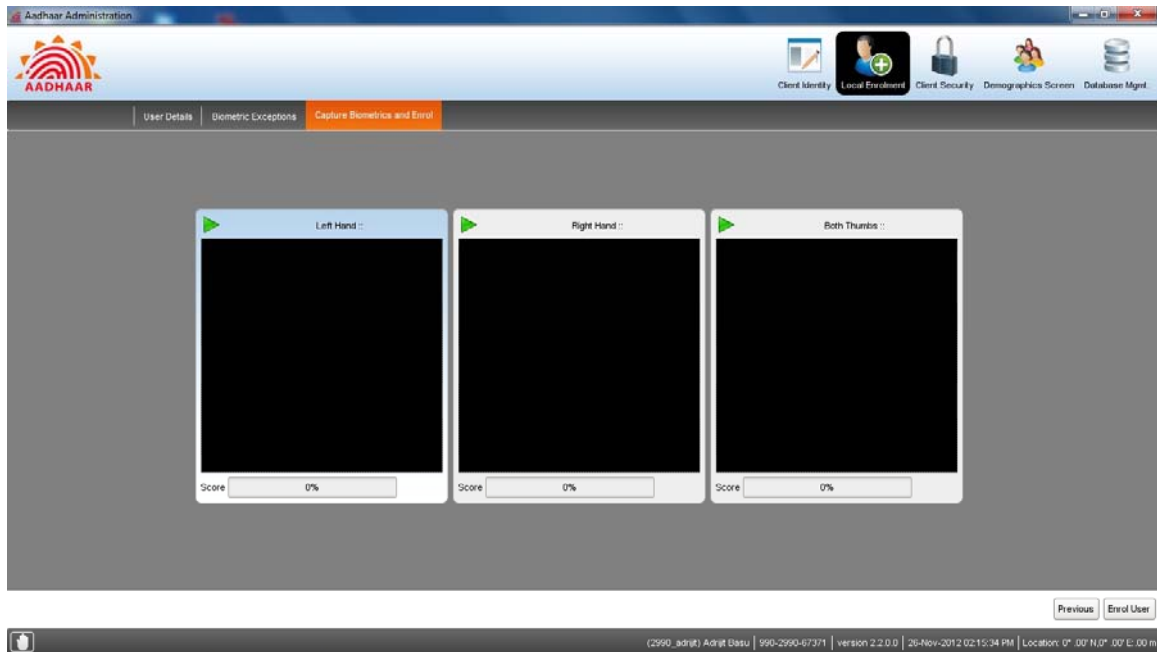 Aadhaar Administration
AADHAAR
Client Identity Local Enrolment Client Security Demographics Screen Database Mgmt.
User Details Biometric Exceptions Capture Biometrics and Enrol
Left Hand :: Right Hand :: Both Thumbs ::
Score 0% Score 0% Score 0%
Previous Enrol User
(2990_adrijit) Adrijit Basu 990-2990-67371 version 2.2.0.0 26-Nov-2012 02:15:34 PM Location: 0° .00' N,0° .00' E:.00 m